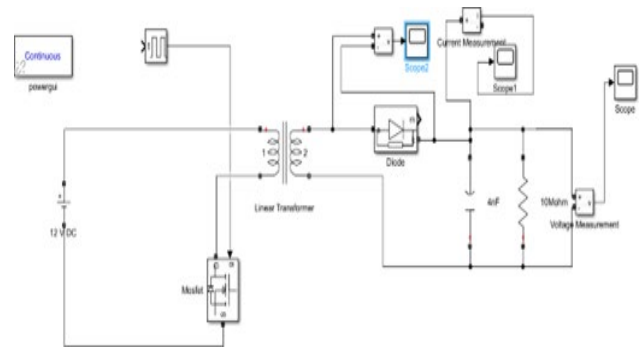 Continuous
powergui
Scope2
Current Measurement
Scope1
Scope
Diode
1
2
Linear Transformer
12 V DC
4nF
10Mohm
Voltage Measurement
Mosfet